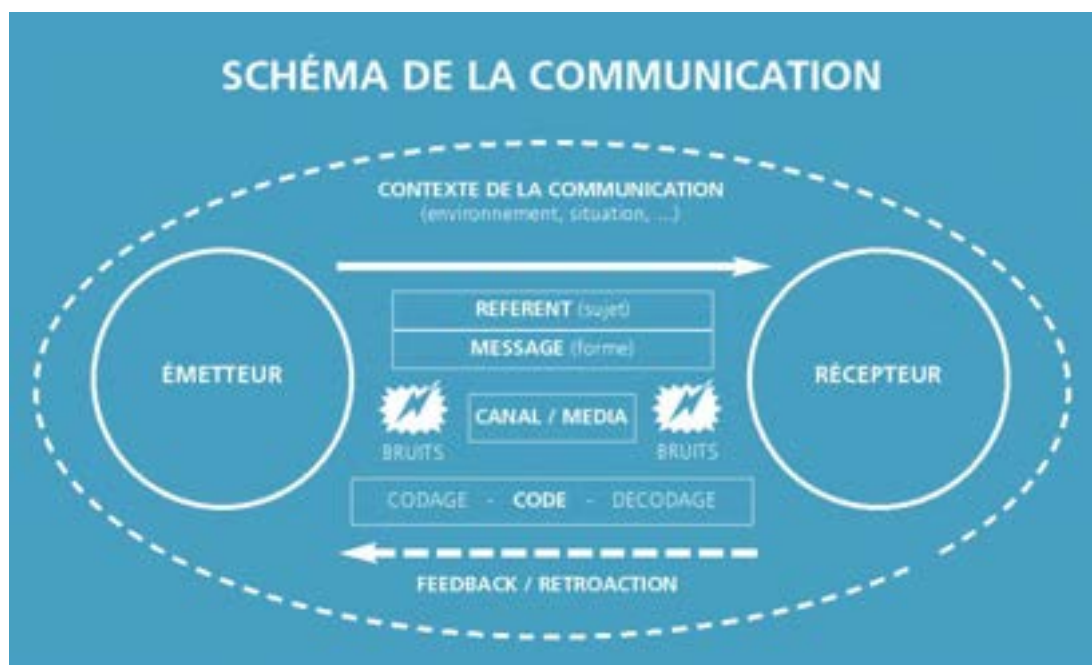 SCHÉMA DE LA COMMUNICATION
CONTEXTE DE LA COMMUNICATION
(environnement, situation, ...)
REFERENT (sujet)
MESSAGE (forme)
ÉMETTEUR
RÉCEPTEUR
CANAL / MEDIA
BRUITS
BRUITS
CODAGE - CODE - DECODAGE
FEEDBACK / RETROACTION